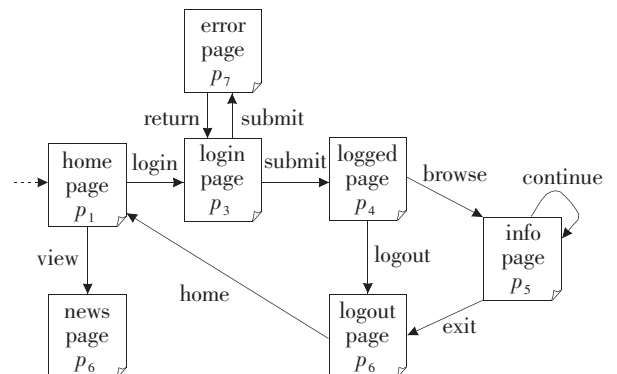 error
page
p7
return
submit
home
page
p1
login
login
page
p3
submit
logged
page
p4
browse
continue
info
page
p5
view
logout
home
news
page
p6
logout
page
p6
exit